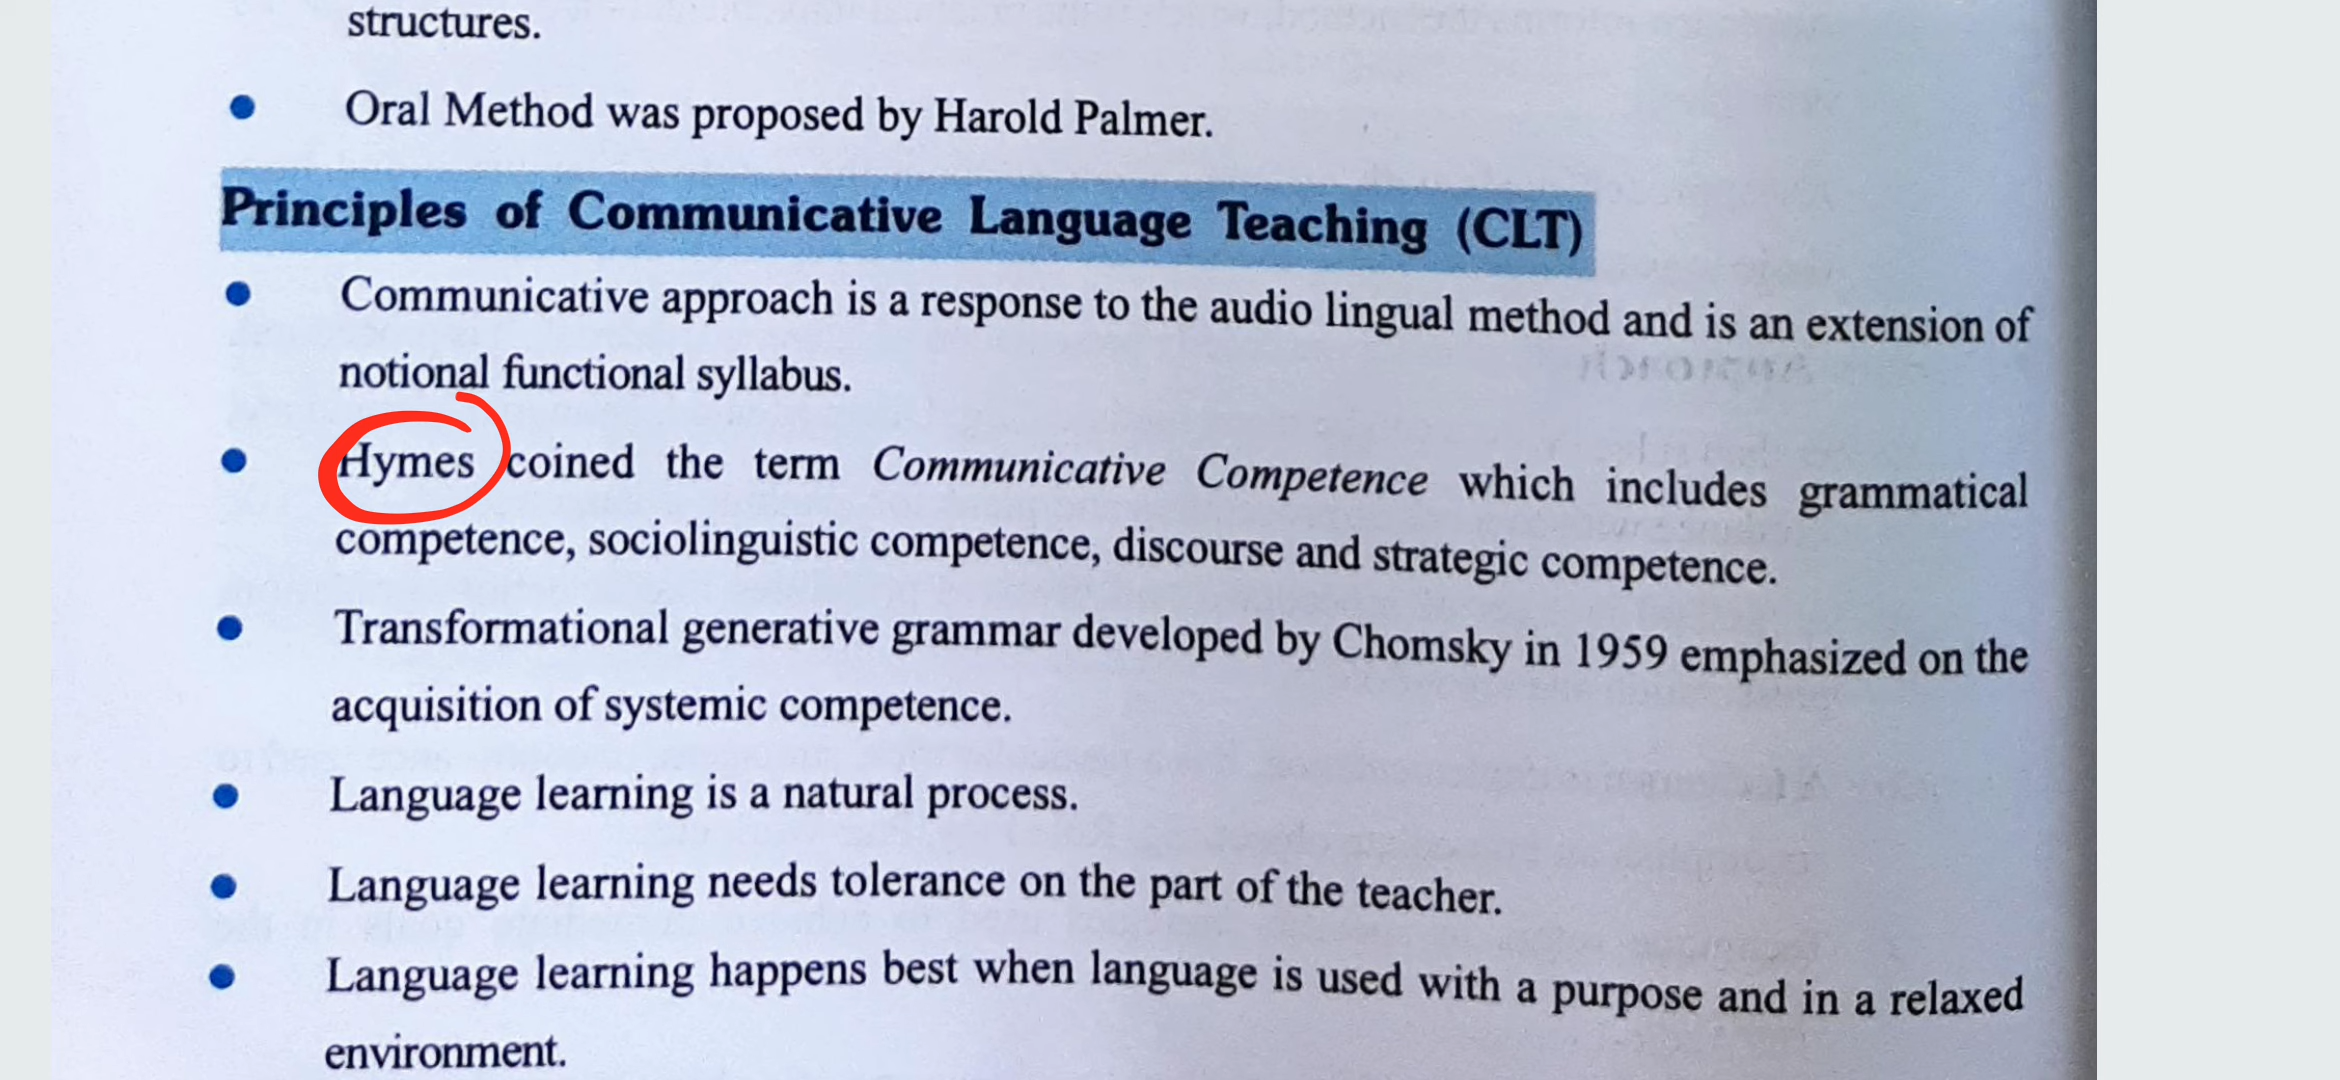 structures.
Oral Method was proposed by Harold Palmer.
Principles of Communicative Language Teaching (CLT)
Communicative approach is a response to the audio lingual method and is an extension of
notional functional syllabus.
Hymes coined the term Communicative Competence which includes grammatical
competence, sociolinguistic competence, discourse and strategic competence.
Transformational generative grammar developed by Chomsky in 1959 emphasized on the
acquisition of systemic competence.
Language learning is a natural process.
Language learning needs tolerance on the part of the teacher.
Language learning happens best when language is used with a purpose and in a relaxed
environment.